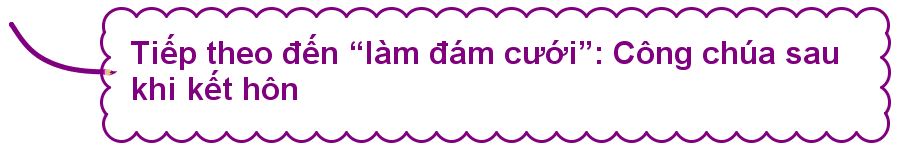 Tiếp theo đến “làm đám cưới”: Công chúa sau
khi kết hôn